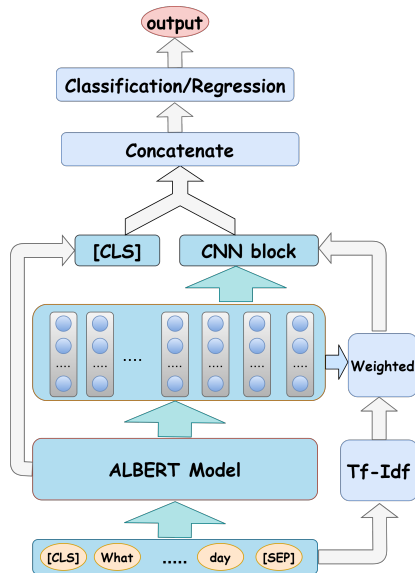 output
Classification/Regression
Concatenate
[CLS] CNN block
....
.... .... .... .... .... ....
Weighted
ALBERT Model
Tf-Idf
[CLS] What ..... day [SEP]